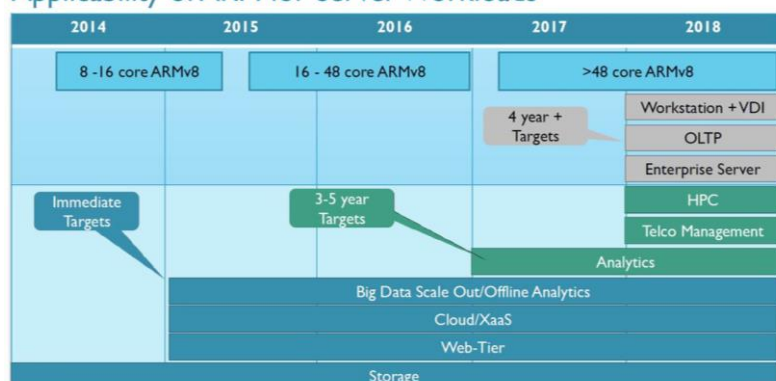 2014 2015 2016 2017 2018
8 -16 core ARMv8 16 - 48 core ARMv8 >48 core ARMv8
Workstation + VDI
4 year +
Targets
OLTP
Enterprise Server
Immediate
Targets
3-5 year
Targets
HPC
Telco Management
Analytics
Big Data Scale Out/Offline Analytics
Cloud/XaaS
Web-Tier
Storage